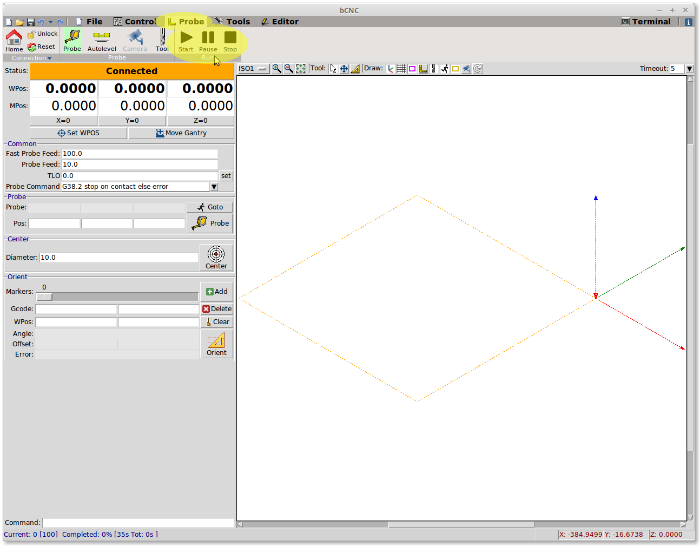 bCNC
File Control Probe Tools Editor Terminal
Home Unlock Reset Connection
Probe Autolevel Camera Probe
Start Pause Stop
Status: Connected
WPos: 0.0000 0.0000 0.0000
MPos: 0.0000 0.0000 0.0000
X=0 Y=0 Z=0
Set WPOS Move Gantry
Common
Fast Probe Feed: 100.0
Probe Feed: 10.0
TLO 0.0 set
Probe Command G38.2 stop on contact else error
Probe
Probe: Goto
Pos: Probe
Center
Diameter: 10.0 Center
Orient
Markers: 0 Add
Gcode: Delete
WPos: Clear
Angle:
Offset:
Error: Orient
ISO1 Tool: Draw: Timeout: 5
Command:
Current: 0 [100] Completed: 0% [35s Tot: 0s ] X: -384.9499 Y: -16.6738 Z: 0.0000